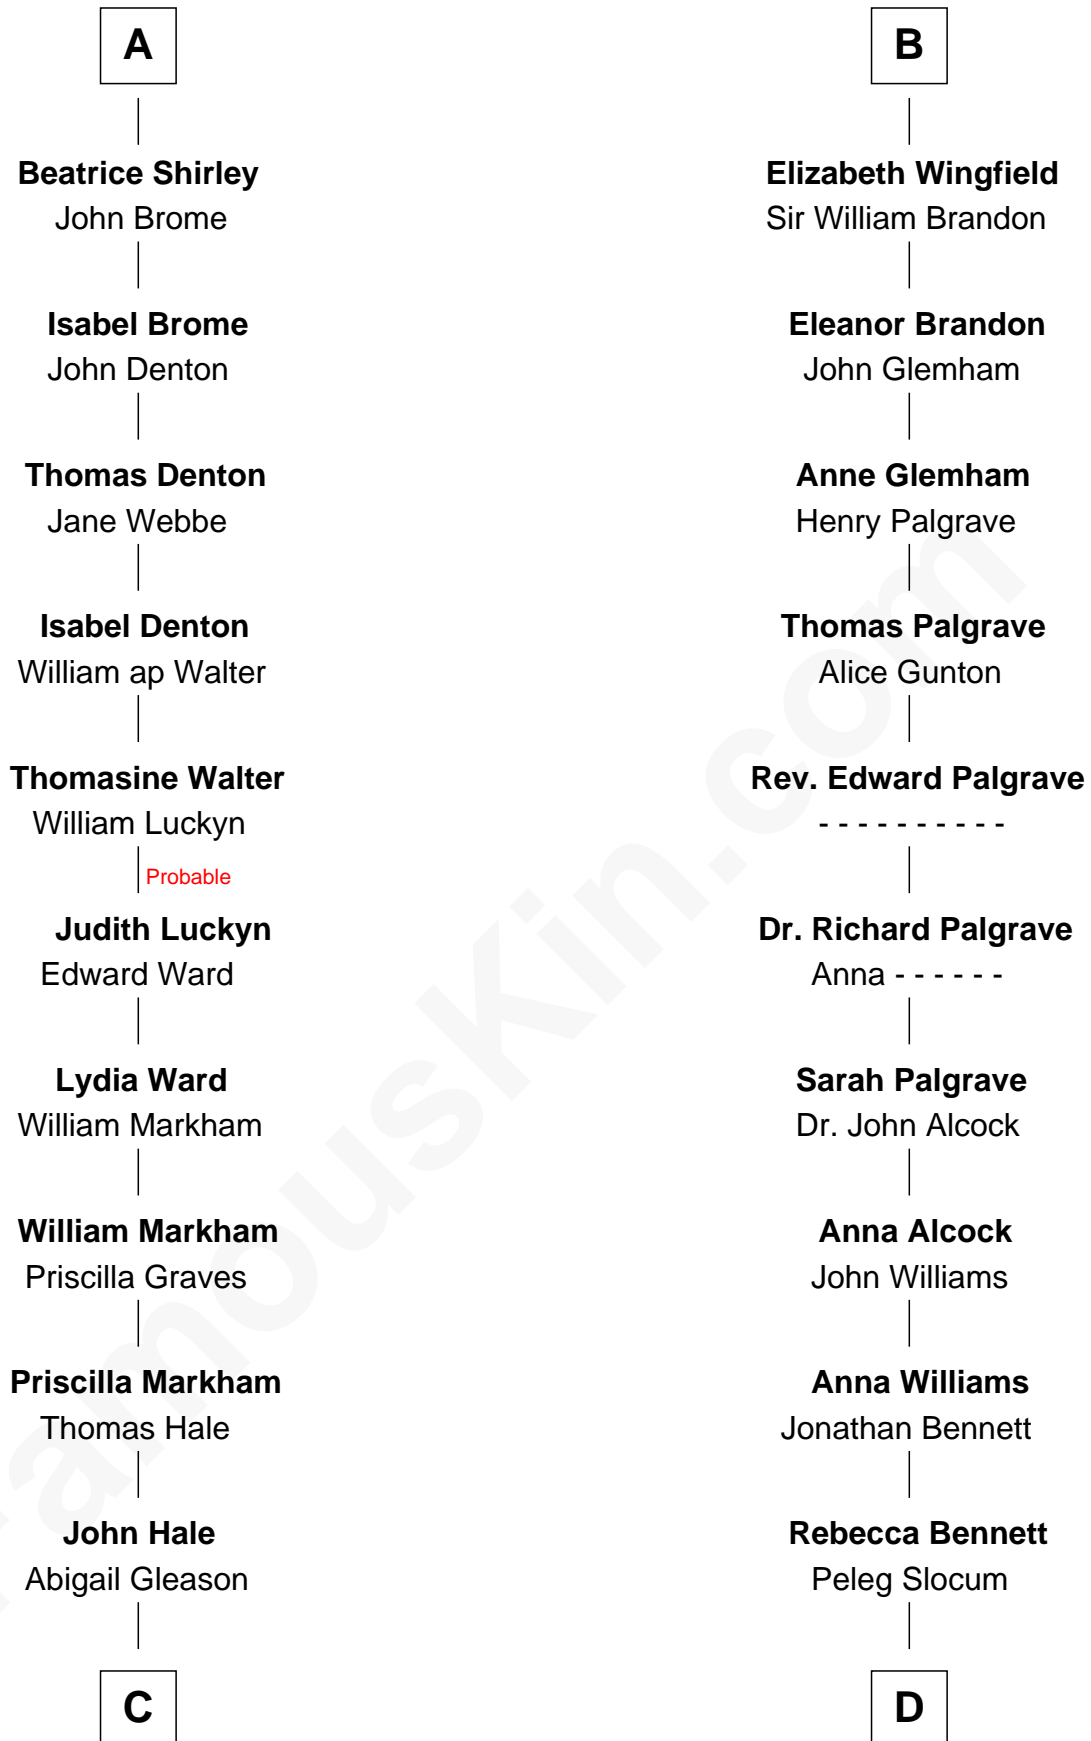 A
Beatrice Shirley
John Brome
Isabel Brome
John Denton
Thomas Denton
Jane Webbe
Isabel Denton
William ap Walter
Thomasine Walter
William Luckyn
Probable
Judith Luckyn
Edward Ward
Lydia Ward
William Markham
William Markham
Priscilla Graves
Priscilla Markham
Thomas Hale
John Hale
Abigail Gleason
C
B
Elizabeth Wingfield
Sir William Brandon
Eleanor Brandon
John Glemham
Anne Glemham
Henry Palgrave
Thomas Palgrave
Alice Gunton
Rev. Edward Palgrave
- - - - - - - - - -
Dr. Richard Palgrave
Anna - - - - - -
Sarah Palgrave
Dr. John Alcock
Anna Alcock
John Williams
Anna Williams
Jonathan Bennett
Rebecca Bennett
Peleg Slocum
D
FamousKin.com